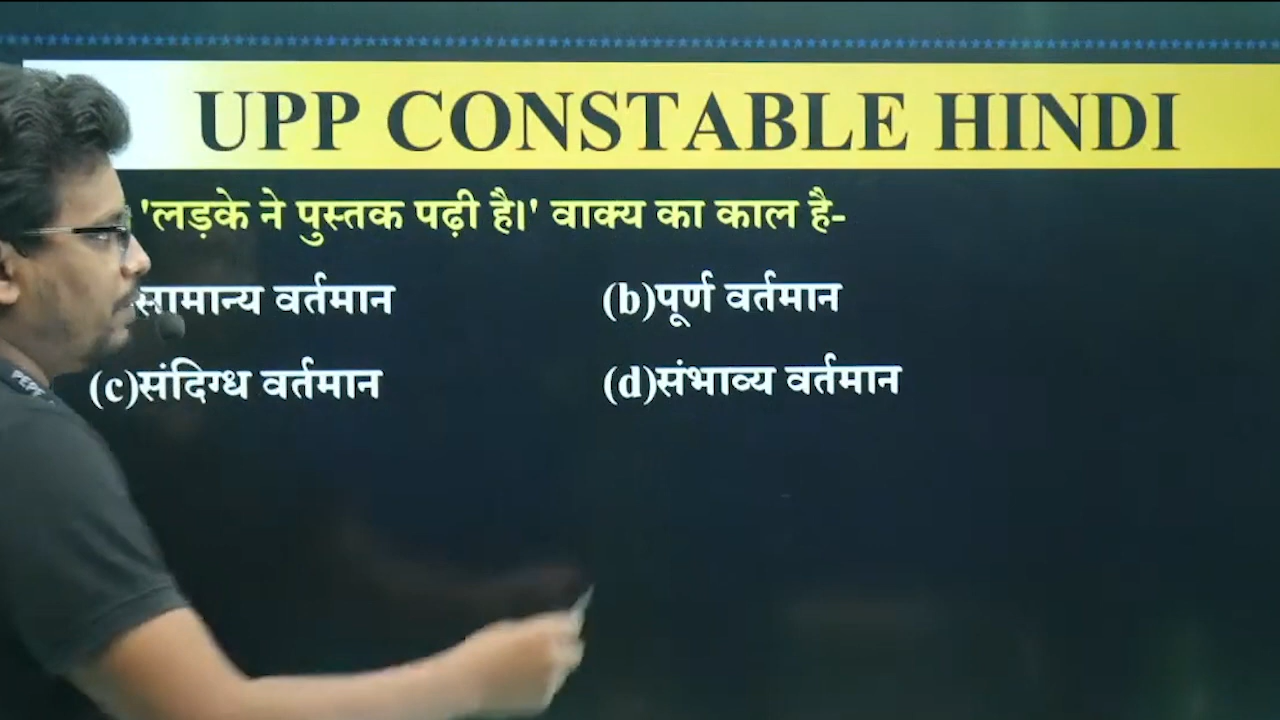 UPP CONSTABLE HINDI
'लड़के ने पुस्तक पढ़ी है।' वाक्य का काल है-
सामान्य वर्तमान (b)पूर्ण वर्तमान
(c)संदिग्ध वर्तमान (d)संभाव्य वर्तमान